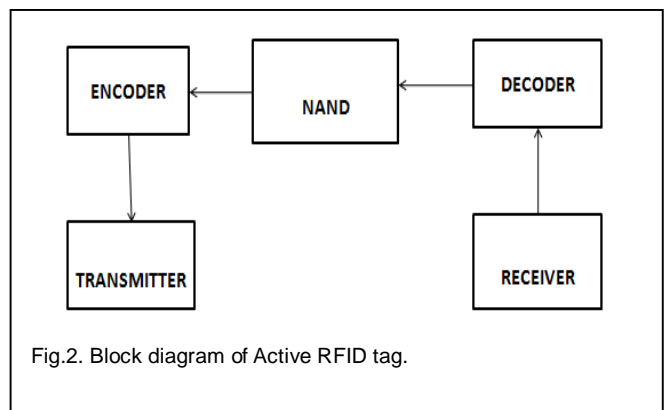 ENCODER
NAND
DECODER
TRANSMITTER
RECEIVER
Fig.2. Block diagram of Active RFID tag.